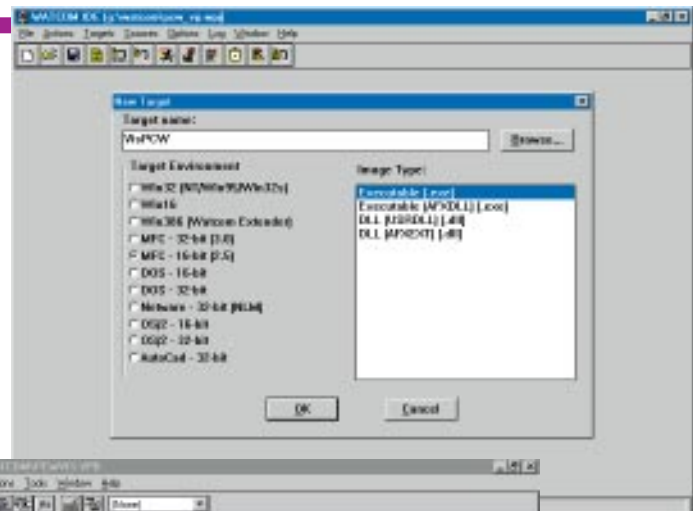 WATCOM IDE
File Actions Targets Sources Options Log Window Help
New Target
Target name:
WaPCW
Browse...
Target Environment
Image Type:
Win32 (NT/Win95/Win32s)
Win16
Win386 (Watcom Extender)
MFC - 32-bit (3.0)
MFC - 16-bit (2.5)
DOS - 16-bit
DOS - 32-bit
Netware - 32-bit (NLM)
OS/2 - 16-bit
OS/2 - 32-bit
AutoCad - 32-bit
Executable [.exe]
Executable (AFXDLL) [.exe]
DLL (USRDLL) [.dll]
DLL (AFXEXT) [.dll]
OK
Cancel
Tools Window Help
(None)